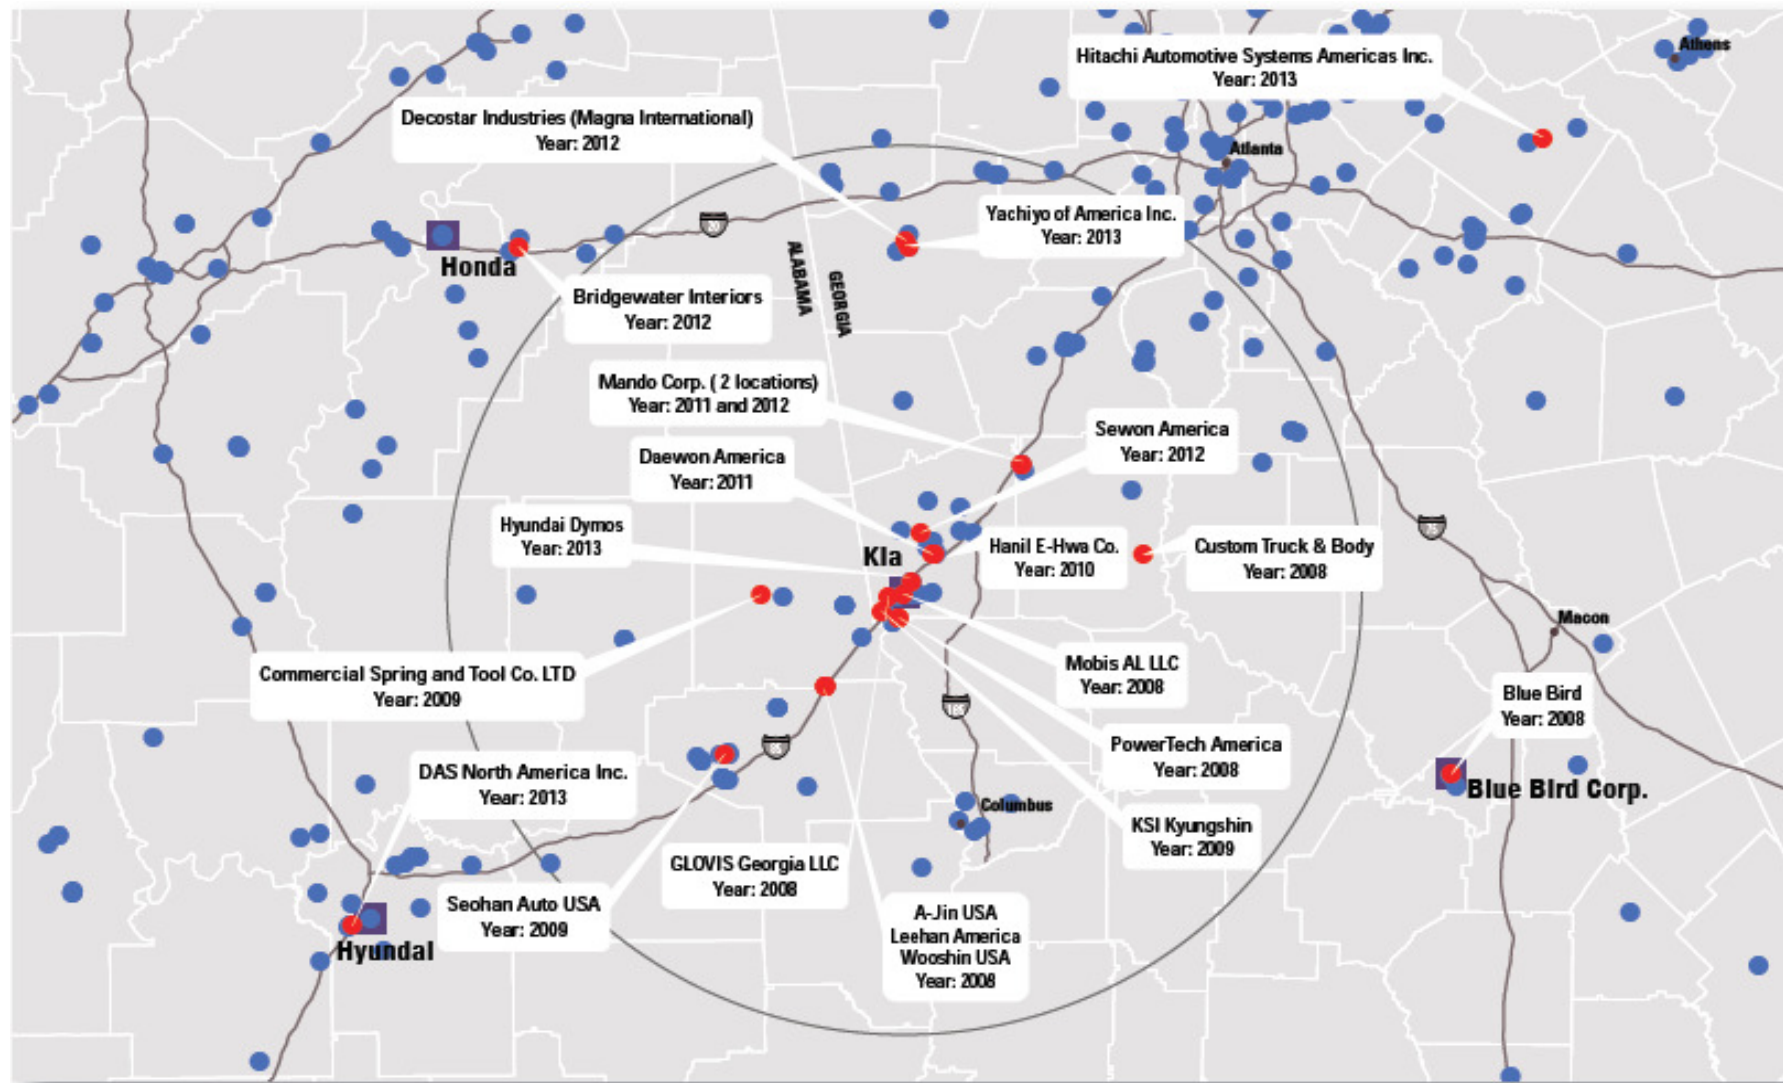 Athens
Hitachi Automotive Systems Americas Inc.
Year: 2013
Decostar Industries (Magna International)
Year: 2012
Atlanta
Yachiyo of America Inc.
Year: 2013
20
ALABAMA
GEORGIA
Honda
Bridgewater Interiors
Year: 2012
Mando Corp. ( 2 locations)
Year: 2011 and 2012
Sewon America
Year: 2012
Daewon America
Year: 2011
Hyundai Dymos
Year: 2013
75
Kia
Hanil E-Hwa Co.
Year: 2010
Custom Truck & Body
Year: 2008
Macon
Commercial Spring and Tool Co. LTD
Year: 2009
Mobis AL LLC
Year: 2008
185
Blue Bird
Year: 2008
85
PowerTech America
Year: 2008
DAS North America Inc.
Year: 2013
Blue Bird Corp.
Columbus
KSI Kyungshin
Year: 2009
GLOVIS Georgia LLC
Year: 2008
Seohan Auto USA
Year: 2009
A-Jin USA
Leehan America
Wooshin USA
Year: 2008
Hyundai